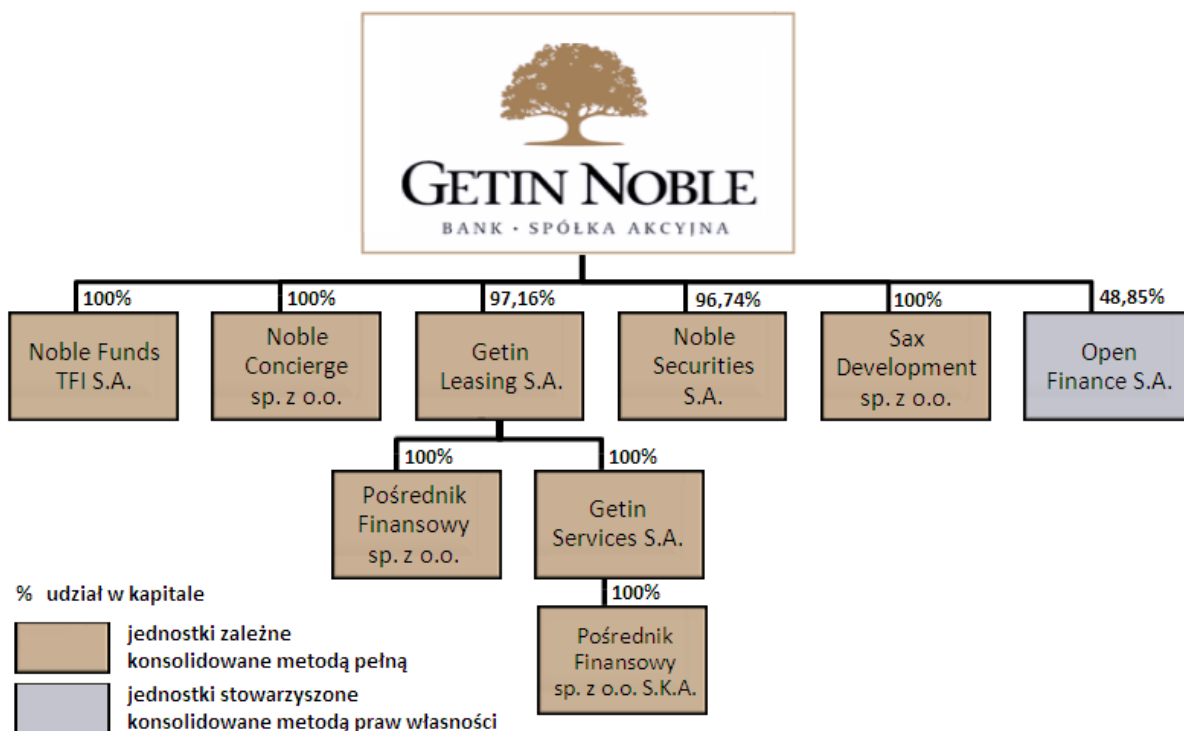 GETIN NOBLE
BANK · SPÓŁKA AKCYJNA
100%
100%
97,16%
96,74%
100%
48,85%
Noble Funds
TFI S.A.
Noble
Concierge
sp. z o.o.
Getin
Leasing S.A.
Noble
Securities
S.A.
Sax
Development
sp. z o.o.
Open
Finance S.A.
100%
100%
Pośrednik
Finansowy
sp. z o.o.
Getin
Services S.A.
100%
Pośrednik
Finansowy
sp. z o.o. S.K.A.
% udział w kapitale
jednostki zależne
konsolidowane metodą pełną
jednostki stowarzyszone
konsolidowane metodą praw własności